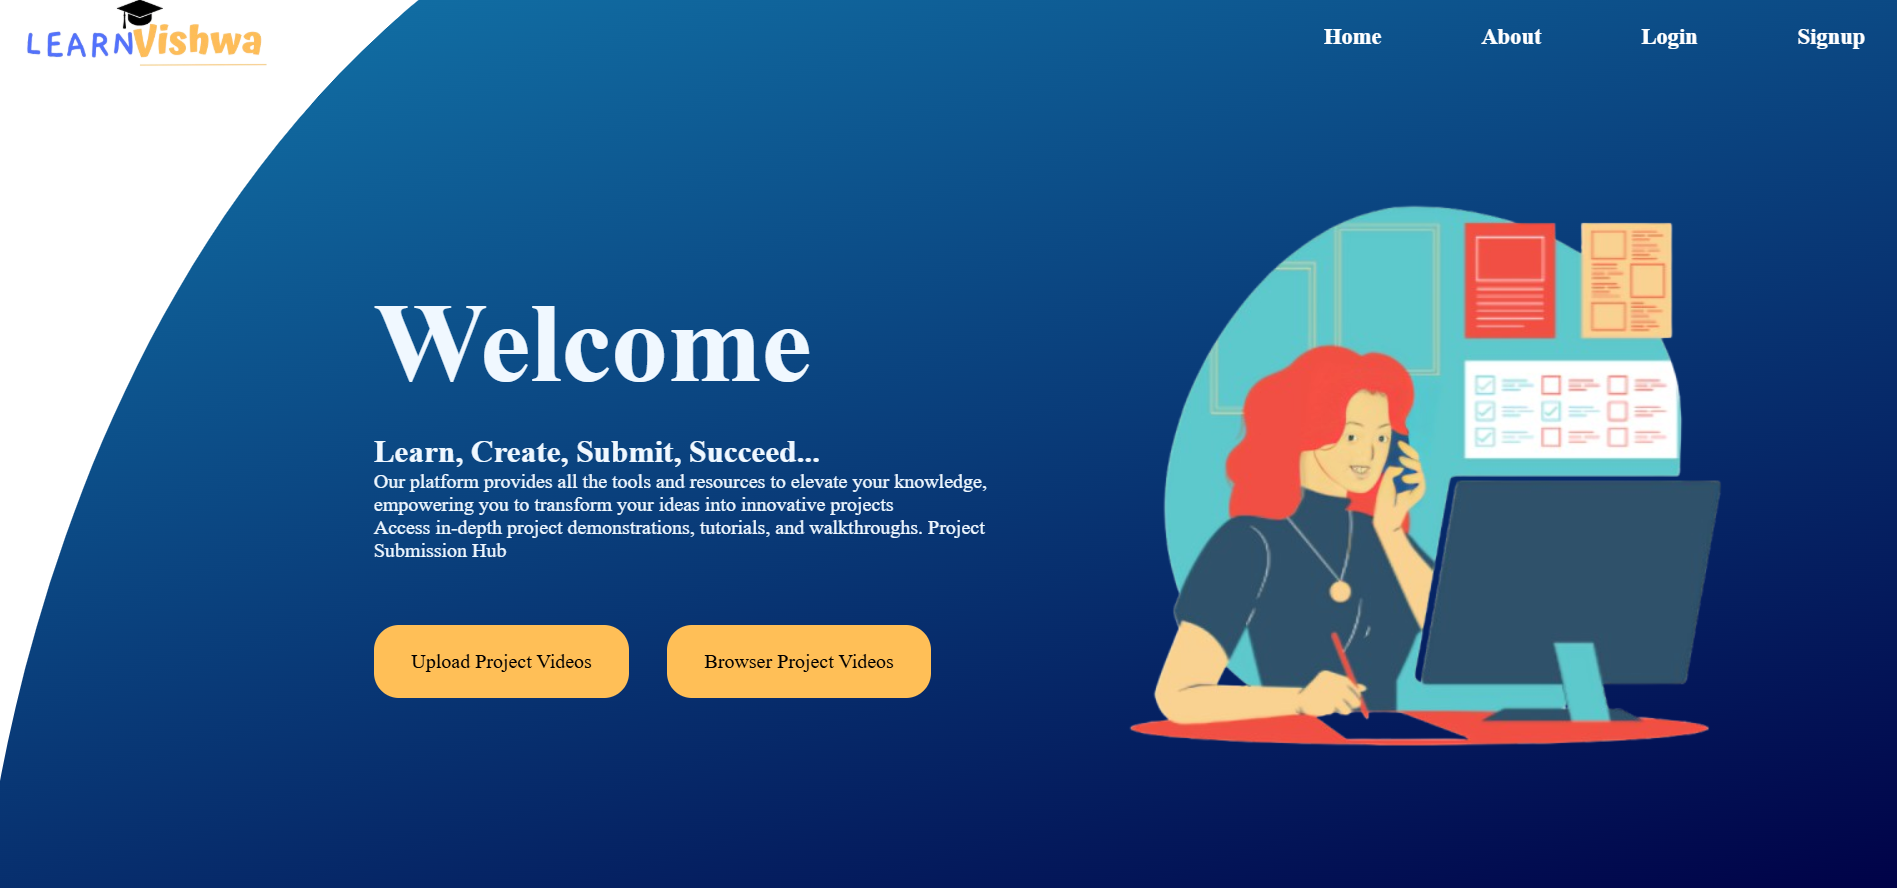 LEARNVishwa
Home About Login Signup
Welcome
Learn, Create, Submit, Succeed...
Our platform provides all the tools and resources to elevate your knowledge,
empowering you to transform your ideas into innovative projects
Access in-depth project demonstrations, tutorials, and walkthroughs. Project
Submission Hub
Upload Project Videos Browser Project Videos